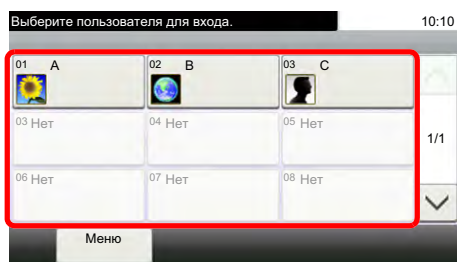 Выберите пользователя для входа. 10:10
01 A 02 B 03 C
03 Нет 04 Нет 05 Нет
1/1
06 Нет 07 Нет 08 Нет
Меню